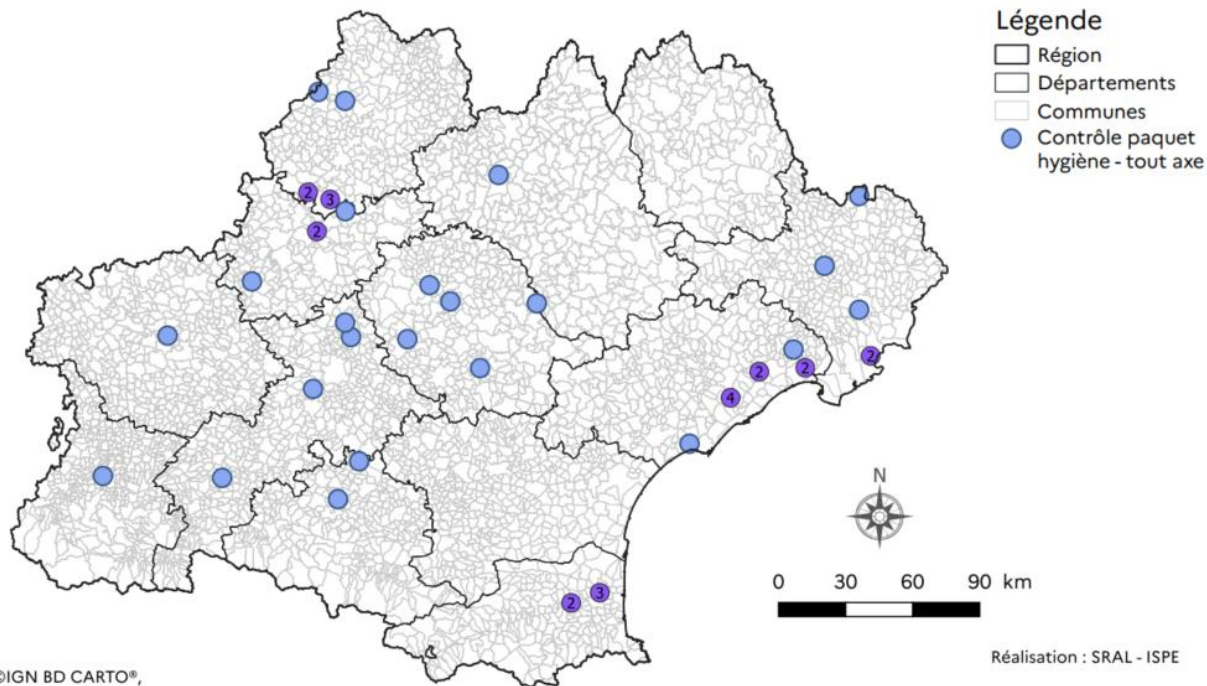 Légende
Région
Départements
Communes
Contrôle paquet
hygiène - tout axe
2
3
2
2
2
2
4
N
0 30 60 90 km
2
3
Réalisation : SRAL - ISPE
©IGN BD CARTO®,